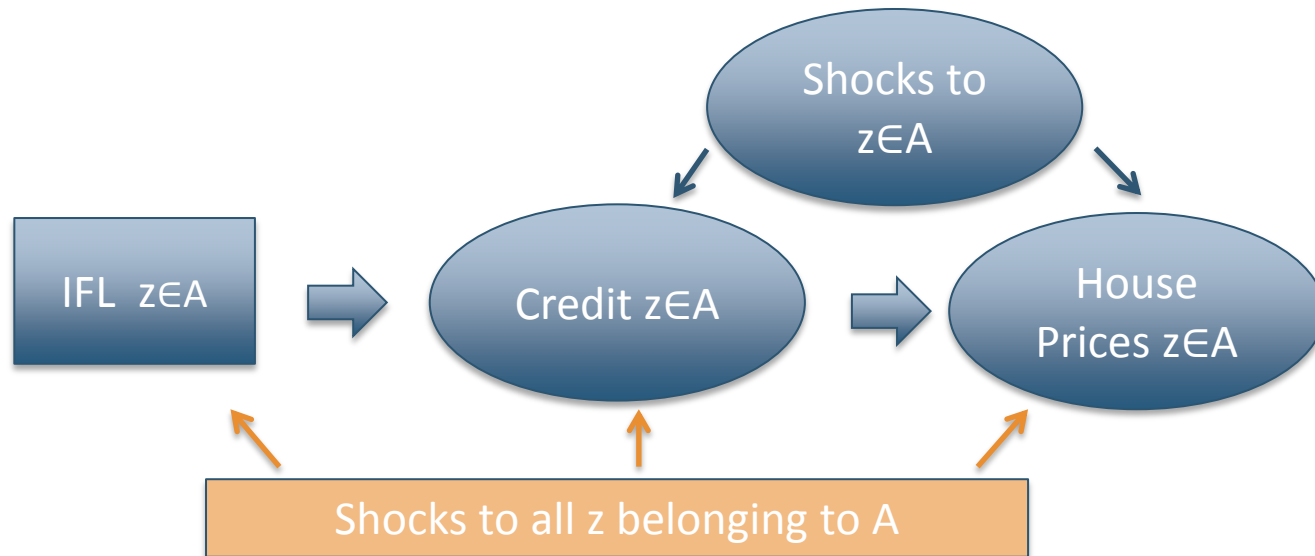 Shocks to
z∈A
IFL z∈A
Credit z∈A
House
Prices z∈A
Shocks to all z belonging to A